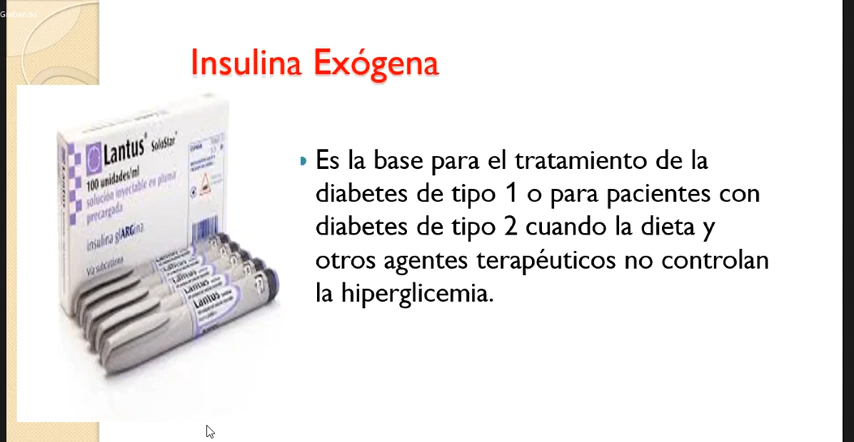 Insulina Exógena
Lantus® SoloStar®
100 unidades/ml
solución inyectable en pluma
precargada
insulina glARGina
Vía subcutánea
Lantus
Es la base para el tratamiento de la
diabetes de tipo 1 o para pacientes con
diabetes de tipo 2 cuando la dieta y
otros agentes terapéuticos no controlan
la hiperglicemia.